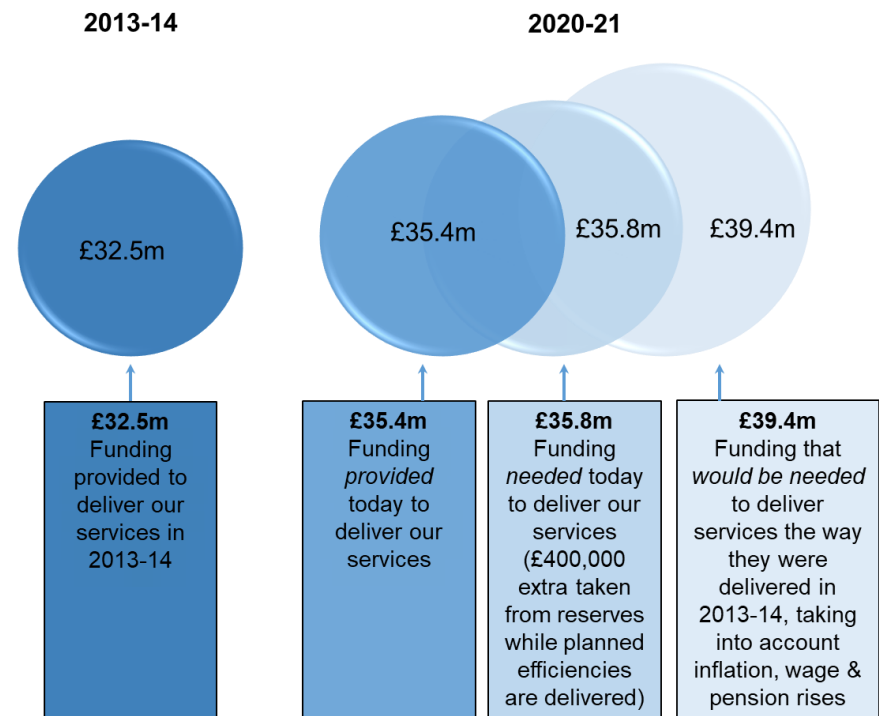 2013-14
2020-21
£32.5m
£35.4m
£35.8m
£39.4m
£32.5m
Funding
provided to
deliver our
services in
2013-14
£35.4m
Funding
provided
today to
deliver our
services
£35.8m
Funding
needed today
to deliver our
services
(£400,000
extra taken
from reserves
while planned
efficiencies
are delivered)
£39.4m
Funding that
would be needed
to deliver
services the way
they were
delivered in
2013-14, taking
into account
inflation, wage &
pension rises